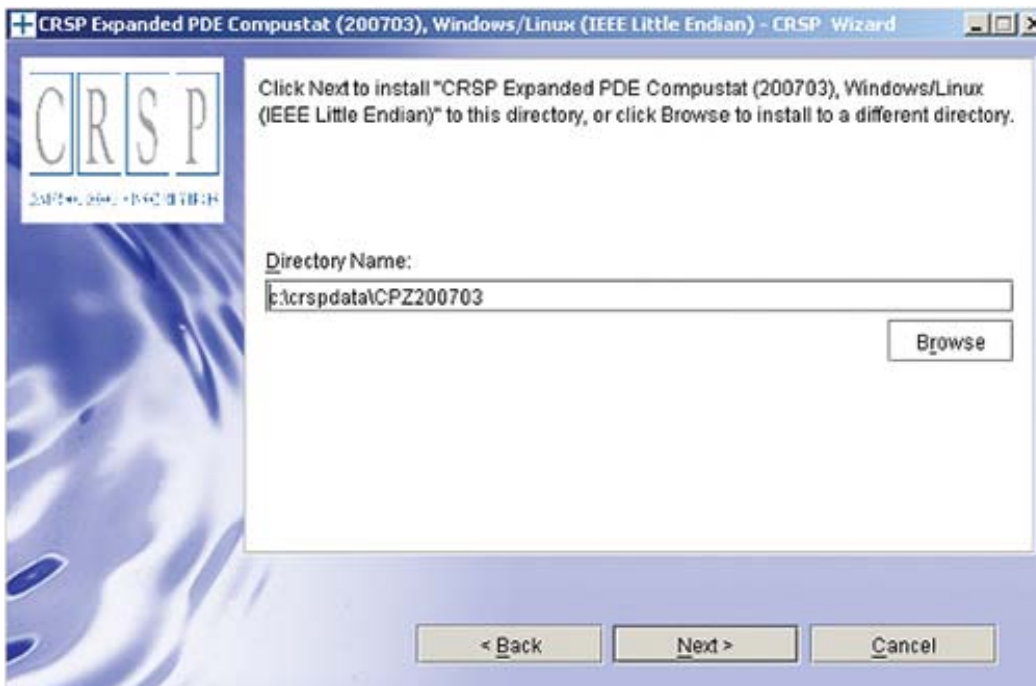 CRSP Expanded PDE Compustat (200703), Windows/Linux (IEEE Little Endian) - CRSP Wizard
CRSP
Click Next to install "CRSP Expanded PDE Compustat (200703), Windows/Linux
(IEEE Little Endian)" to this directory, or click Browse to install to a different directory.
Directory Name:
c:\crspdata\CPZ200703
Browse
< Back
Next >
Cancel